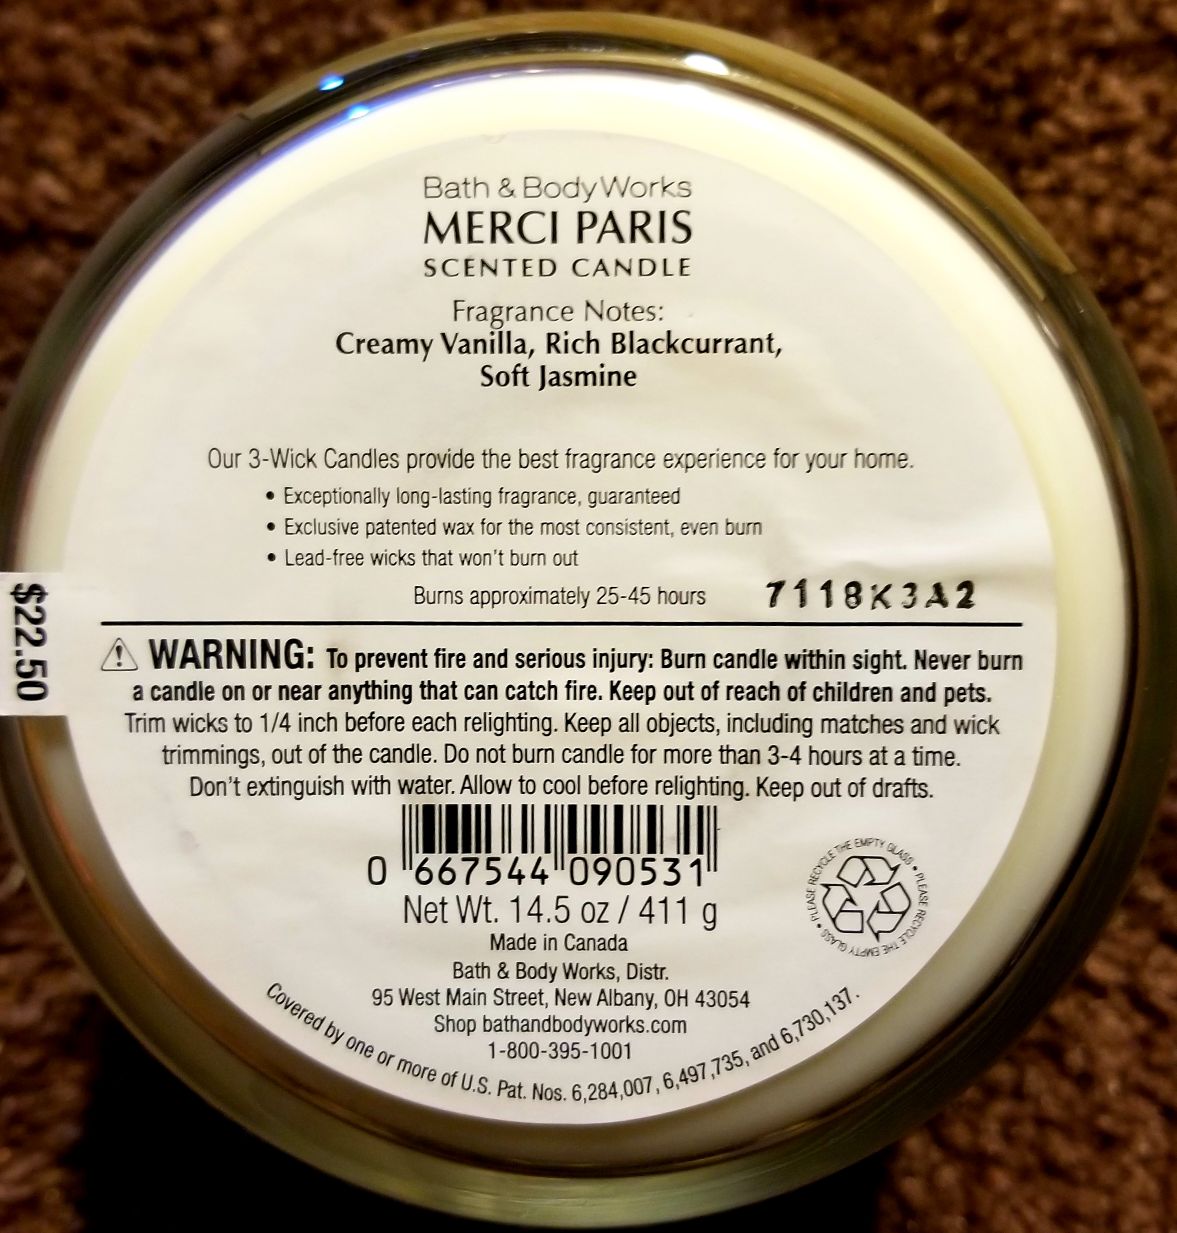 Bath & Body Works
MERCI PARIS
SCENTED CANDLE
Fragrance Notes:
Creamy Vanilla, Rich Blackcurrant,
Soft Jasmine
Our 3-Wick Candles provide the best fragrance experience for your home.
• Exceptionally long-lasting fragrance, guaranteed
• Exclusive patented wax for the most consistent, even burn
• Lead-free wicks that won't burn out
Burns approximately 25-45 hours 7118K3A2
$22.50
WARNING: To prevent fire and serious injury: Burn candle within sight. Never burn
a candle on or near anything that can catch fire. Keep out of reach of children and pets.
Trim wicks to 1/4 inch before each relighting. Keep all objects, including matches and wick
trimmings, out of the candle. Do not burn candle for more than 3-4 hours at a time.
Don't extinguish with water. Allow to cool before relighting. Keep out of drafts.
0 667544 090531
PLEASE RECYCLE THE EMPTY GLASS • PLEASE RECYCLE THE EMPTY GLASS •
Net Wt. 14.5 oz / 411 g
Made in Canada
Bath & Body Works, Distr.
95 West Main Street, New Albany, OH 43054
Shop bathandbodyworks.com
1-800-395-1001
Covered by one or more of U.S. Pat. Nos. 6,284,007, 6,497,735, and 6,730,137.